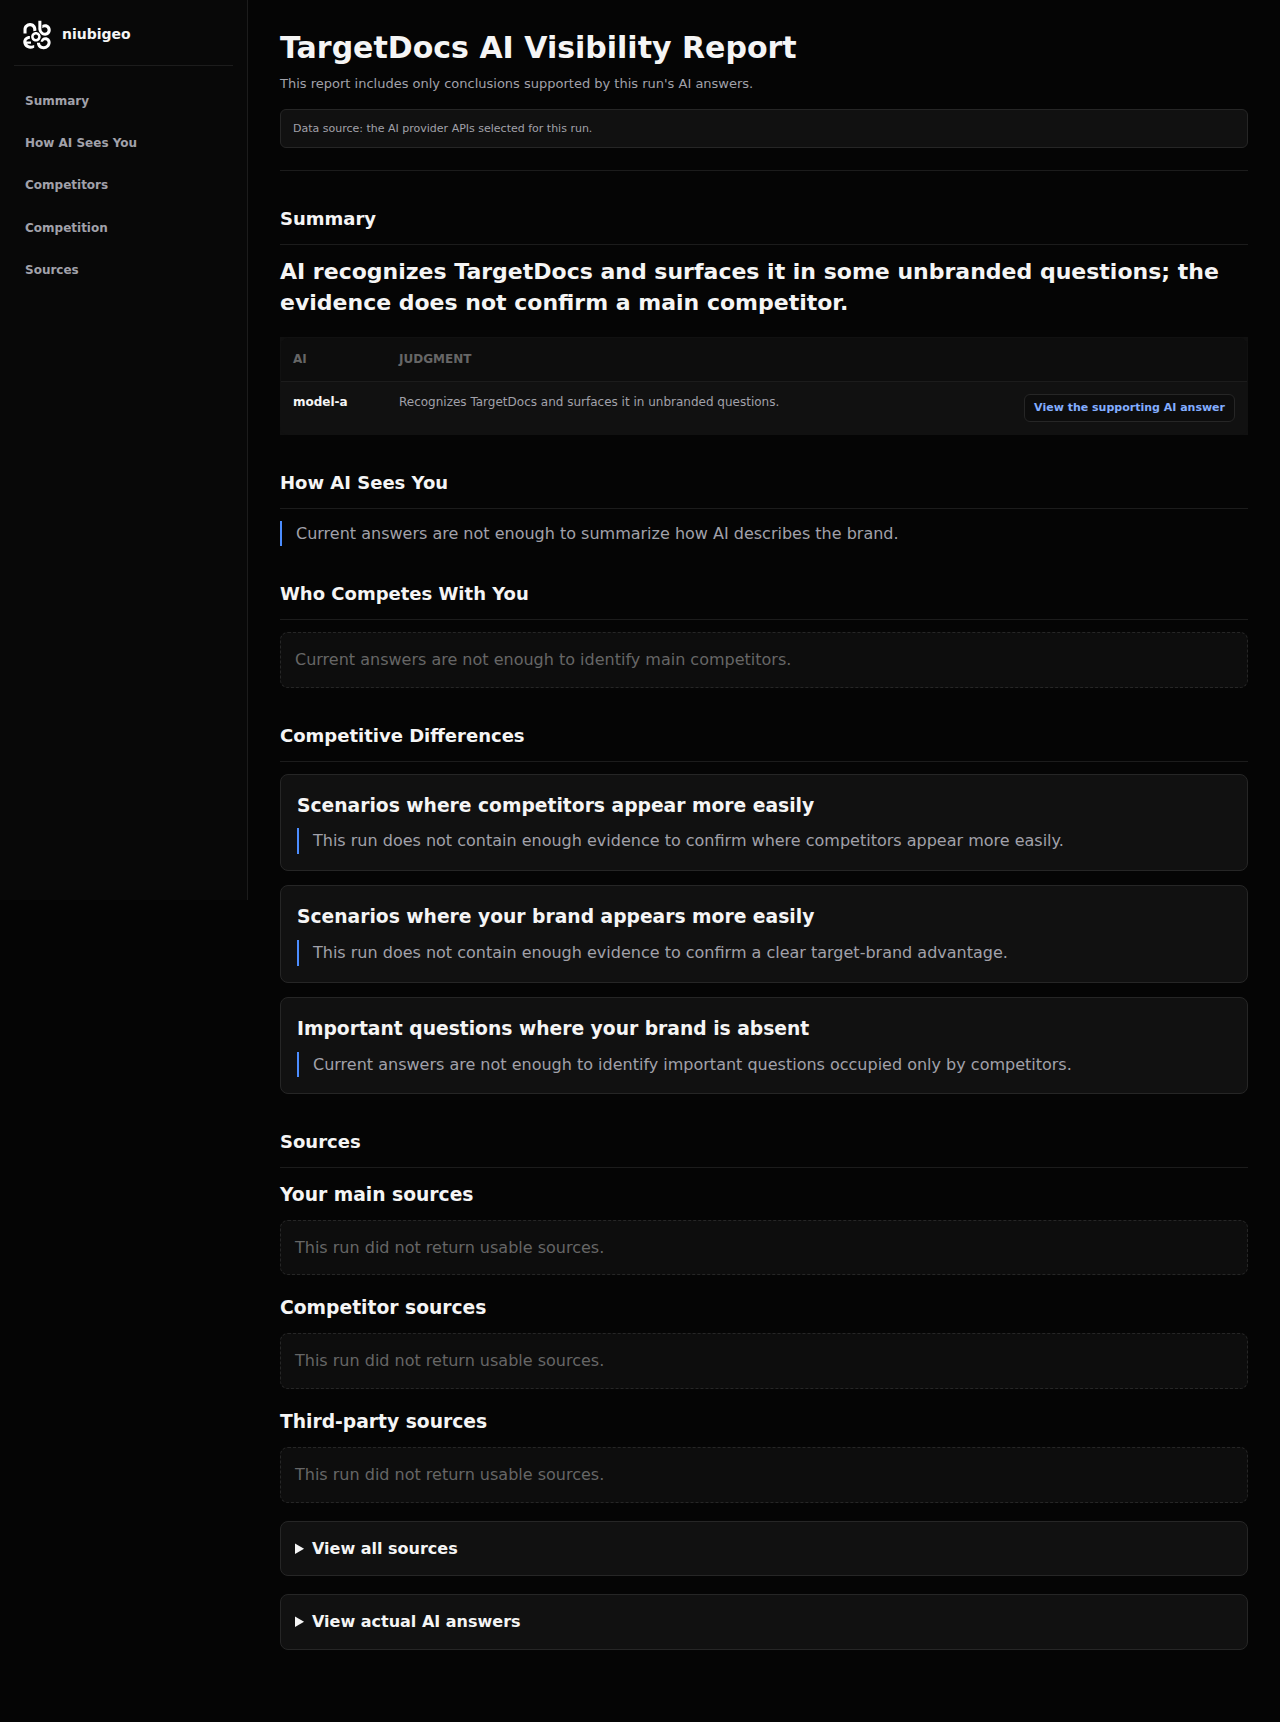 niubigeo
Summary
How AI Sees You
Competitors
Competition
Sources
TargetDocs AI Visibility Report
This report includes only conclusions supported by this run's AI answers.
Data source: the AI provider APIs selected for this run.
Summary
AI recognizes TargetDocs and surfaces it in some unbranded questions; the
evidence does not confirm a main competitor.
AI JUDGMENT
model-a Recognizes TargetDocs and surfaces it in unbranded questions. View the supporting AI answer
How AI Sees You
Current answers are not enough to summarize how AI describes the brand.
Who Competes With You
Current answers are not enough to identify main competitors.
Competitive Differences
Scenarios where competitors appear more easily
This run does not contain enough evidence to confirm where competitors appear more easily.
Scenarios where your brand appears more easily
This run does not contain enough evidence to confirm a clear target-brand advantage.
Important questions where your brand is absent
Current answers are not enough to identify important questions occupied only by competitors.
Sources
Your main sources
This run did not return usable sources.
Competitor sources
This run did not return usable sources.
Third-party sources
This run did not return usable sources.
View all sources
View actual AI answers